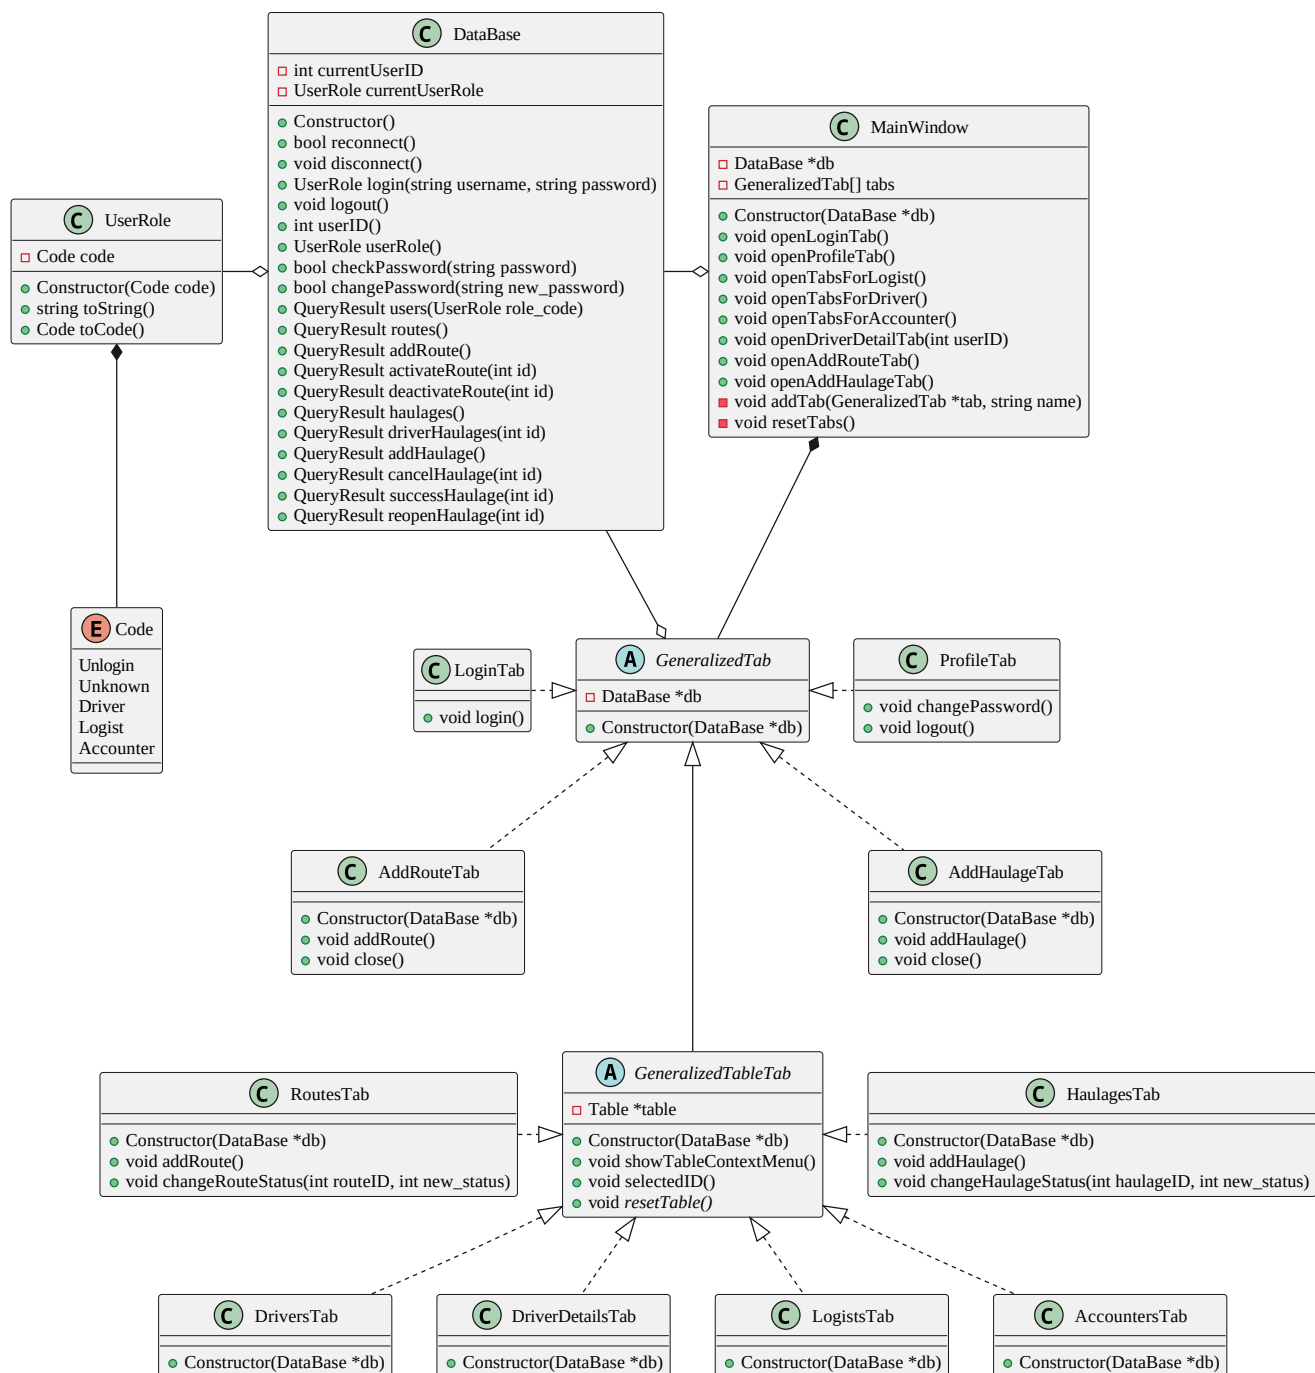 C DataBase
int currentUserID
UserRole currentUserRole
Constructor()
bool reconnect()
void disconnect()
UserRole login(string username, string password)
void logout()
int userID()
UserRole userRole()
bool checkPassword(string password)
bool changePassword(string new_password)
QueryResult users(UserRole role_code)
QueryResult routes()
QueryResult addRoute()
QueryResult activateRoute(int id)
QueryResult deactivateRoute(int id)
QueryResult haulages()
QueryResult driverHaulages(int id)
QueryResult addHaulage()
QueryResult cancelHaulage(int id)
QueryResult successHaulage(int id)
QueryResult reopenHaulage(int id)
C MainWindow
DataBase *db
GeneralizedTab[] tabs
Constructor(DataBase *db)
void openLoginTab()
void openProfileTab()
void openTabsForLogist()
void openTabsForDriver()
void openTabsForAccounter()
void openDriverDetailTab(int userID)
void openAddRouteTab()
void openAddHaulageTab()
void addTab(GeneralizedTab *tab, string name)
void resetTabs()
C UserRole
Code code
Constructor(Code code)
string toString()
Code toCode()
E Code
Unlogin
Unknown
Driver
Logist
Accounter
C LoginTab
void login()
A GeneralizedTab
DataBase *db
Constructor(DataBase *db)
C ProfileTab
void changePassword()
void logout()
C AddRouteTab
Constructor(DataBase *db)
void addRoute()
void close()
C AddHaulageTab
Constructor(DataBase *db)
void addHaulage()
void close()
C RoutesTab
Constructor(DataBase *db)
void addRoute()
void changeRouteStatus(int routeID, int new_status)
A GeneralizedTableTab
Table *table
Constructor(DataBase *db)
void showTableContextMenu()
void selectedID()
void resetTable()
C HaulagesTab
Constructor(DataBase *db)
void addHaulage()
void changeHaulageStatus(int haulageID, int new_status)
C DriversTab
Constructor(DataBase *db)
C DriverDetailsTab
Constructor(DataBase *db)
C LogistsTab
Constructor(DataBase *db)
C AccountersTab
Constructor(DataBase *db)